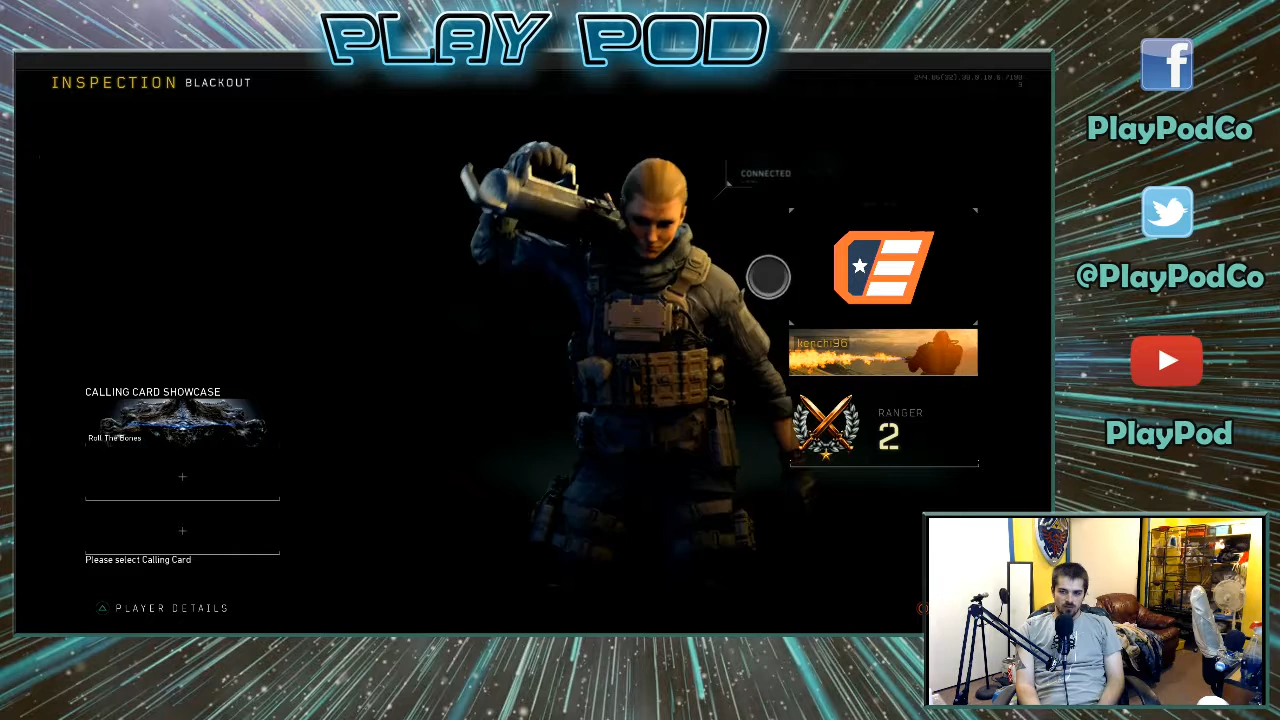 PLAY POD
INSPECTION BLACKOUT
CONNECTED
kenchi96
RANGER
2
CALLING CARD SHOWCASE
Roll The Bones
Please select Calling Card
PLAYER DETAILS
PlayPodCo
@PlayPodCo
PlayPod